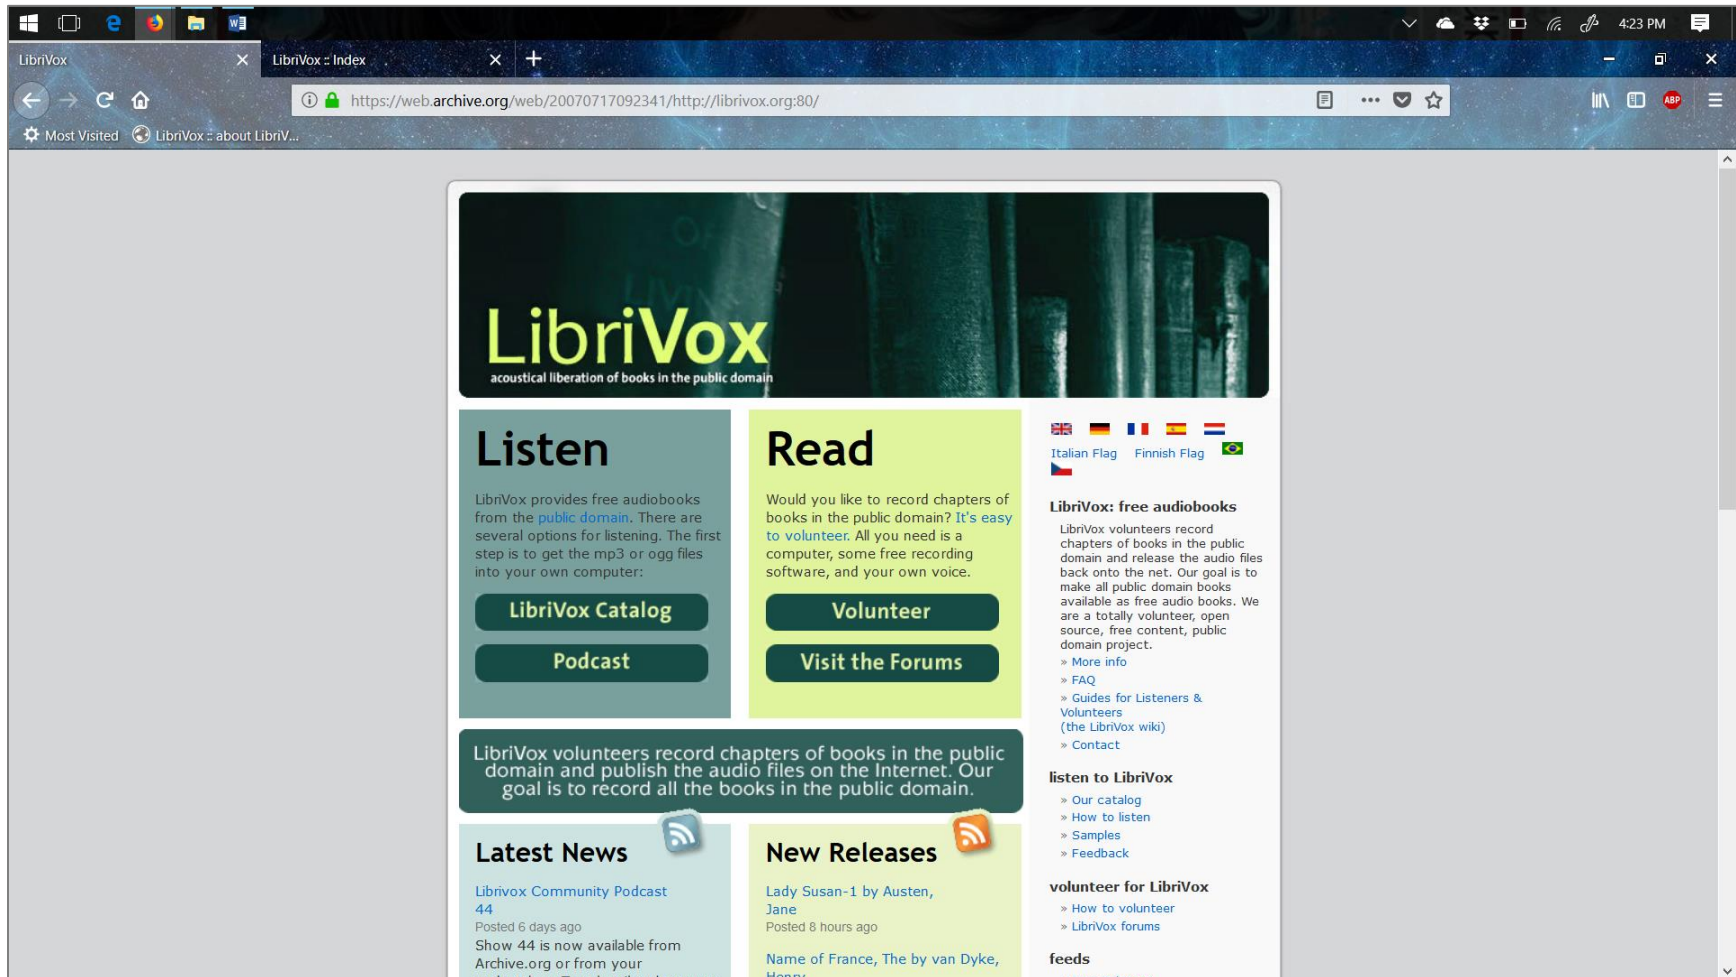 4:23 PM
LibriVox
LibriVox :: Index
https://web.archive.org/web/20070717092341/http://librivox.org:80/
ABP
Most Visited
LibriVox :: about LibriV...
LibriVox
acoustical liberation of books in the public domain
Listen
LibriVox provides free audiobooks
from the public domain. There are
several options for listening. The first
step is to get the mp3 or ogg files
into your own computer:
LibriVox Catalog
Podcast
Read
Would you like to record chapters of
books in the public domain? It's easy
to volunteer. All you need is a
computer, some free recording
software, and your own voice.
Volunteer
Visit the Forums
LibriVox volunteers record chapters of books in the public
domain and publish the audio files on the Internet. Our
goal is to record all the books in the public domain.
Latest News
Librivox Community Podcast
44
Posted 6 days ago
Show 44 is now available from
Archive.org or from your
New Releases
Lady Susan-1 by Austen,
Jane
Posted 8 hours ago
Name of France, The by van Dyke,
Henry
Italian Flag Finnish Flag
LibriVox: free audiobooks
LibriVox volunteers record
chapters of books in the public
domain and release the audio files
back onto the net. Our goal is to
make all public domain books
available as free audio books. We
are a totally volunteer, open
source, free content, public
domain project.
» More info
» FAQ
» Guides for Listeners &
Volunteers
(the LibriVox wiki)
» Contact
listen to LibriVox
» Our catalog
» How to listen
» Samples
» Feedback
volunteer for LibriVox
» How to volunteer
» LibriVox forums
feeds